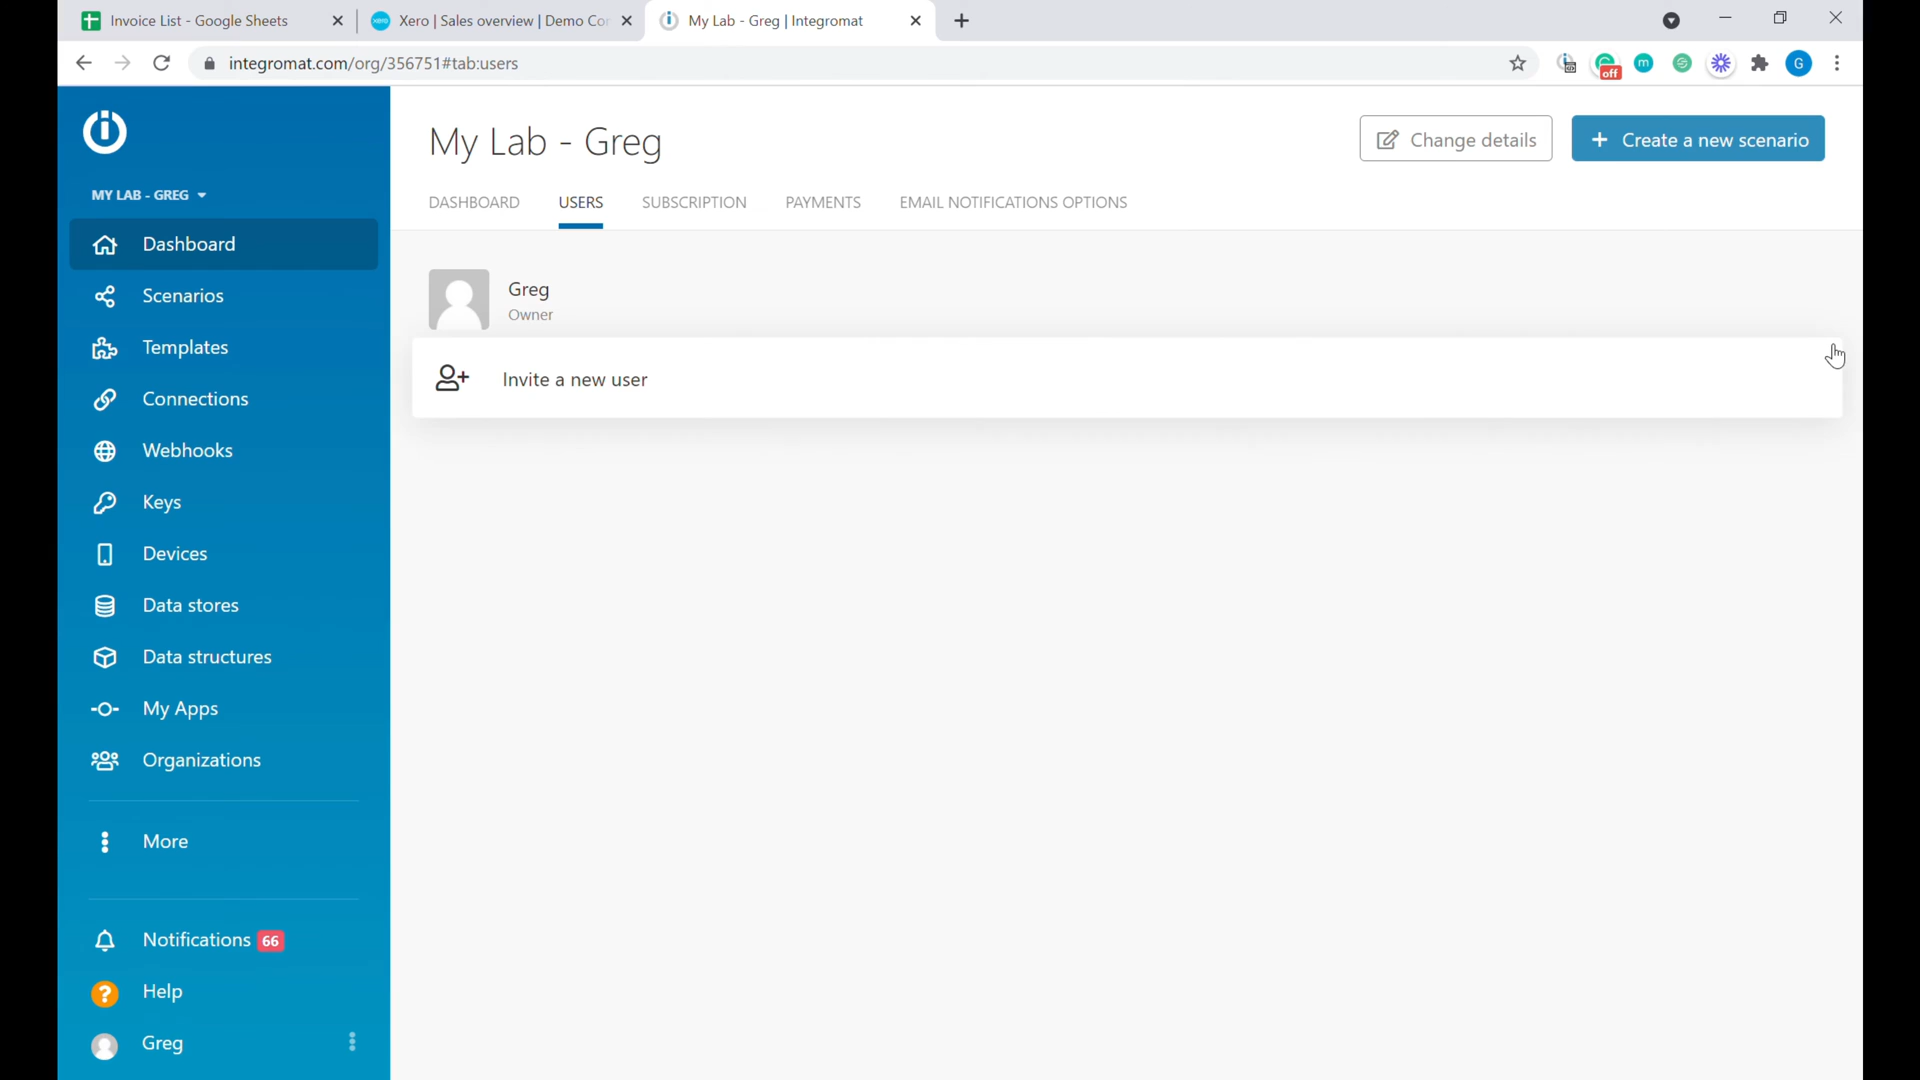 Invoice List - Google Sheets
Xero | Sales overview | Demo Co
My Lab - Greg | Integromat
integromat.com/org/356751#tab:users
off
m
G
MY LAB - GREG
Dashboard
Scenarios
Templates
Connections
Webhooks
Keys
Devices
Data stores
Data structures
My Apps
Organizations
More
Notifications 66
? Help
Greg
My Lab - Greg
Change details
+ Create a new scenario
DASHBOARD USERS SUBSCRIPTION PAYMENTS EMAIL NOTIFICATIONS OPTIONS
Greg
Owner
Invite a new user